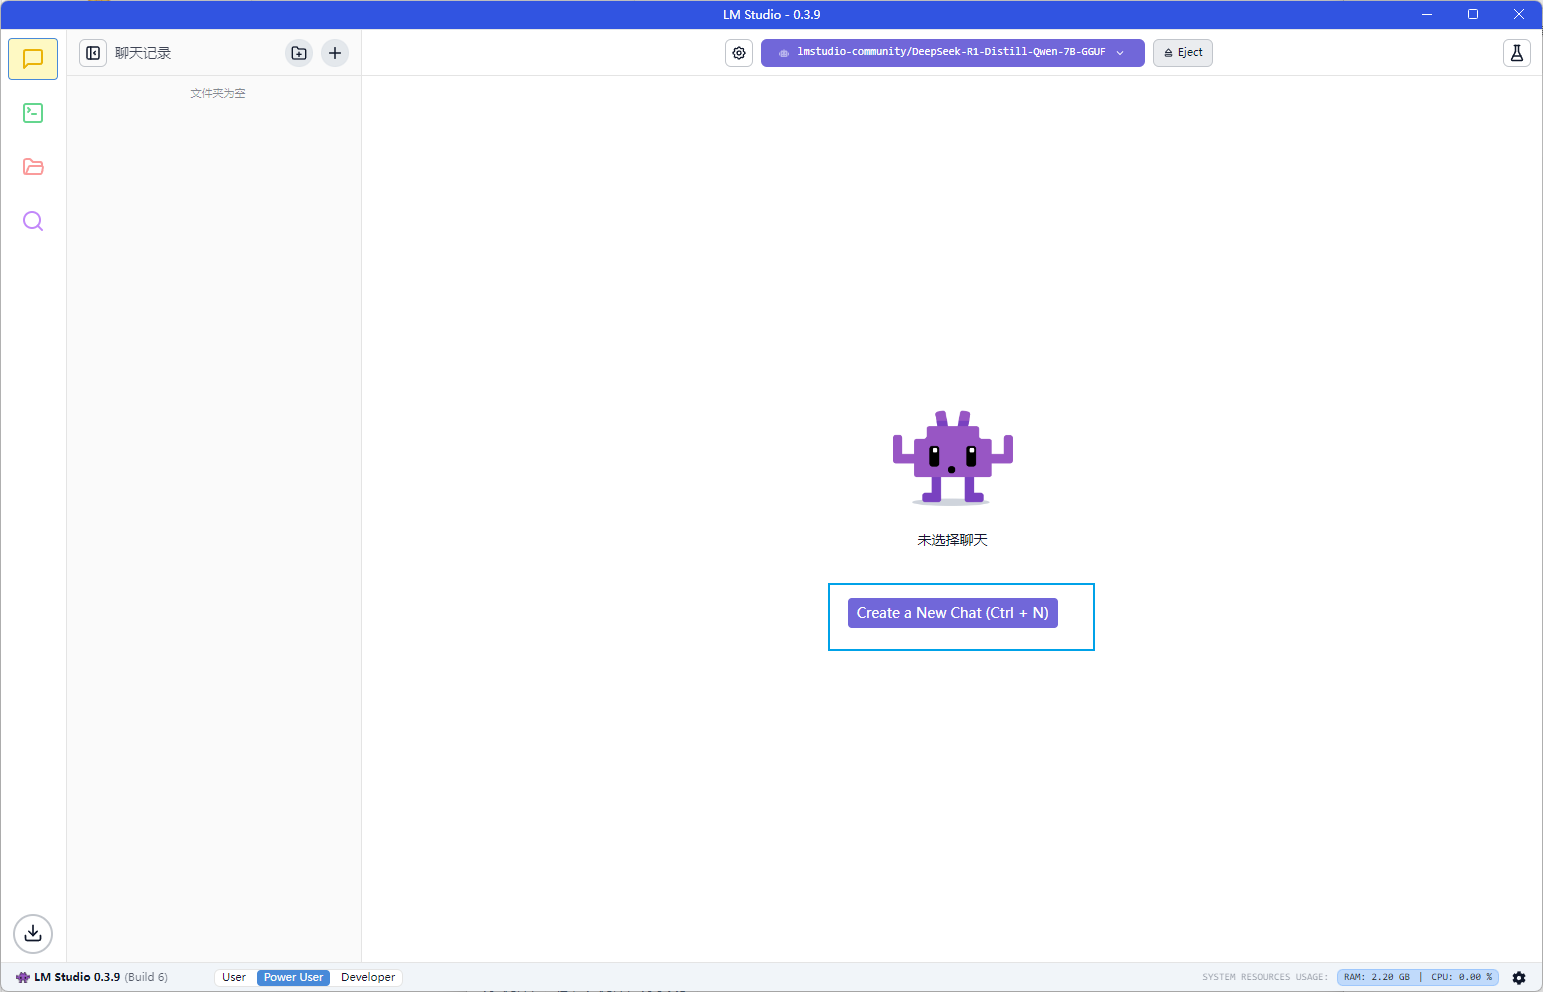 LM Studio - 0.3.9
聊天记录
lmstudio-community/DeepSeek-R1-Distill-Qwen-7B-GGUF
Eject
文件夹为空
未选择聊天
Create a New Chat (Ctrl + N)
LM Studio 0.3.9 (Build 6)
User
Power User
Developer
SYSTEM RESOURCES USAGE:
RAM: 2.20 GB | CPU: 0.00 %